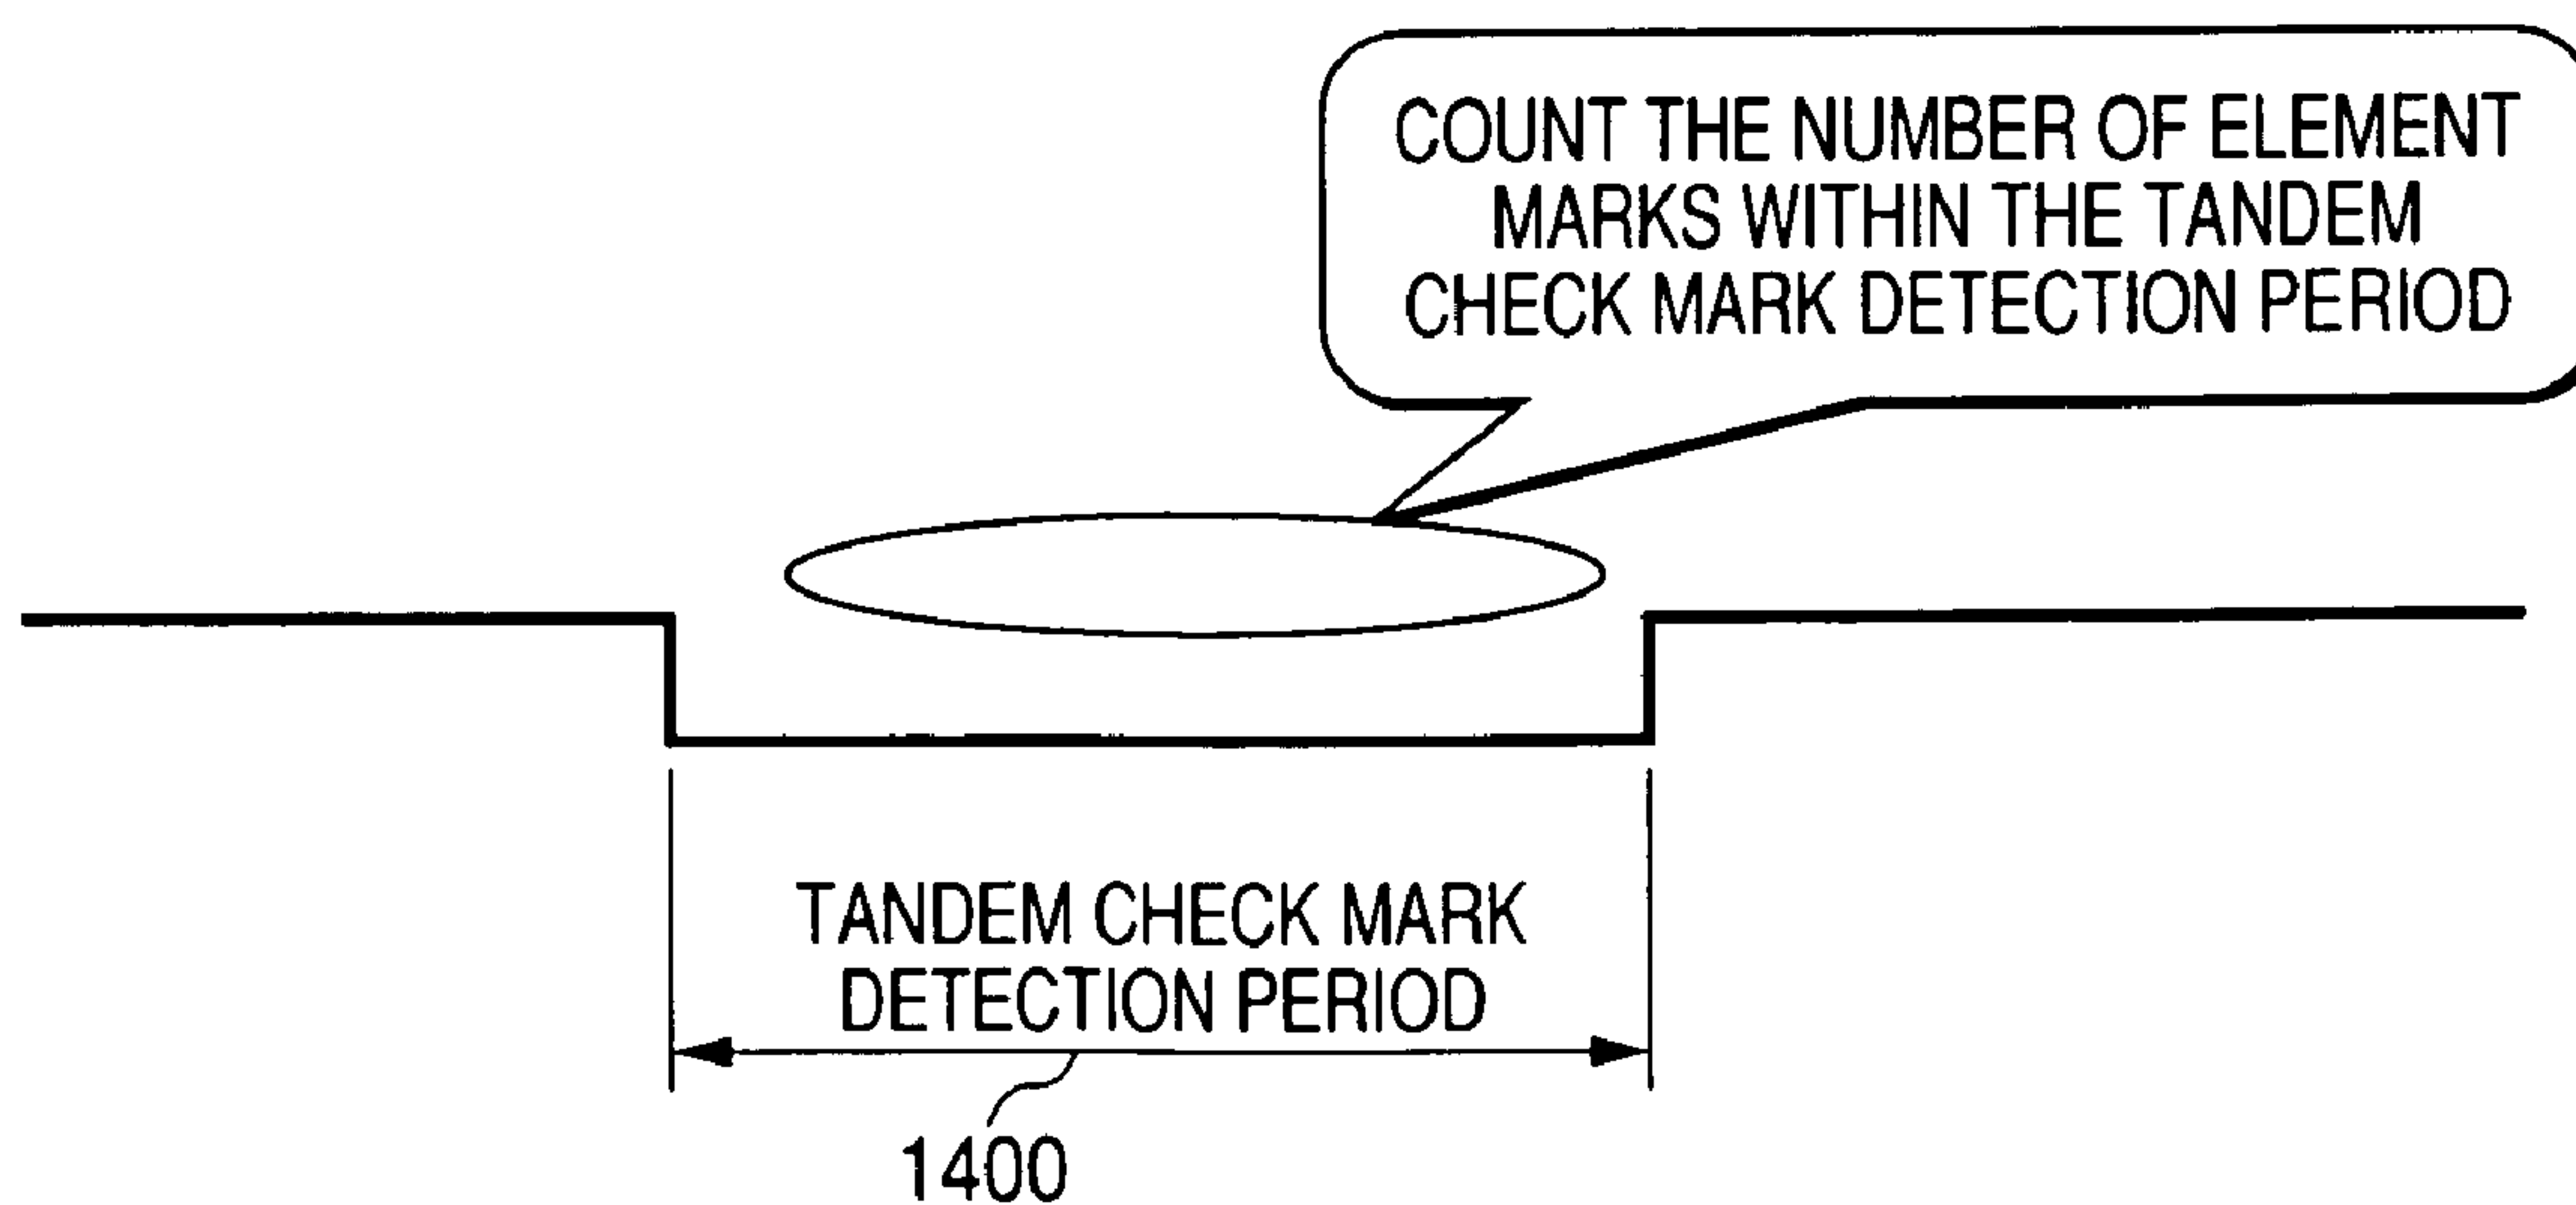 COUNT THE NUMBER OF ELEMENT
MARKS WITHIN THE TANDEM
CHECK MARK DETECTION PERIOD
TANDEM CHECK MARK
DETECTION PERIOD
1400